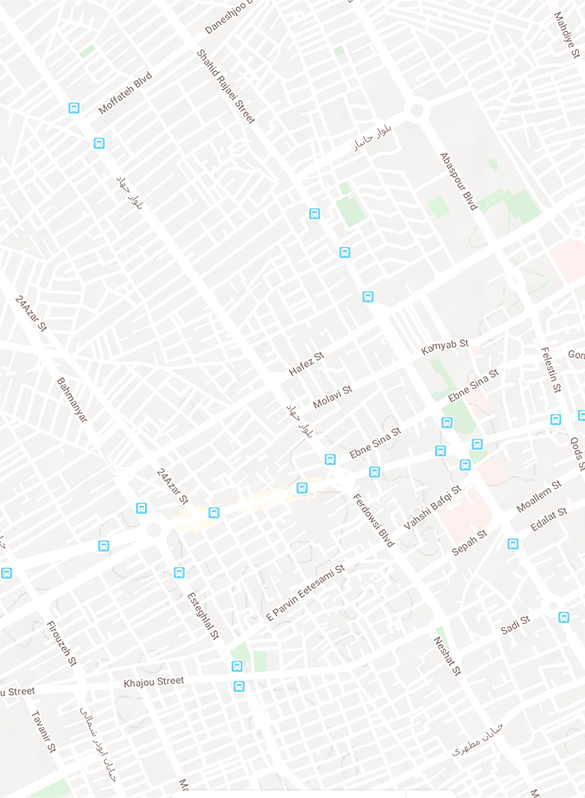 Daneshjoo B
Mahdiye St
Shahid Rajaei Street
Moffateh Blvd
بلوار جانباز
Abaspour Blvd
بلوار جهاد
24Azar St
Kamyab St
Hafez St
Felestin St
Gon
Bahmanyar
Ebne Sina St
Molavi St
بلوار جهاد
Ebne Sina St
Qods S
24Azar St
Vahshi Bafqi St
Moallem St
Ferdowsi Blvd
Edalat St
Sepah St
E Parvin Eetesami St
Esteghlal St
Sadi St
Firouzeh St
Neshat St
Khajou Street
u Street
Tavanir St
خیابان ابوذر شمالی
خیابان مطهری
Ma
M